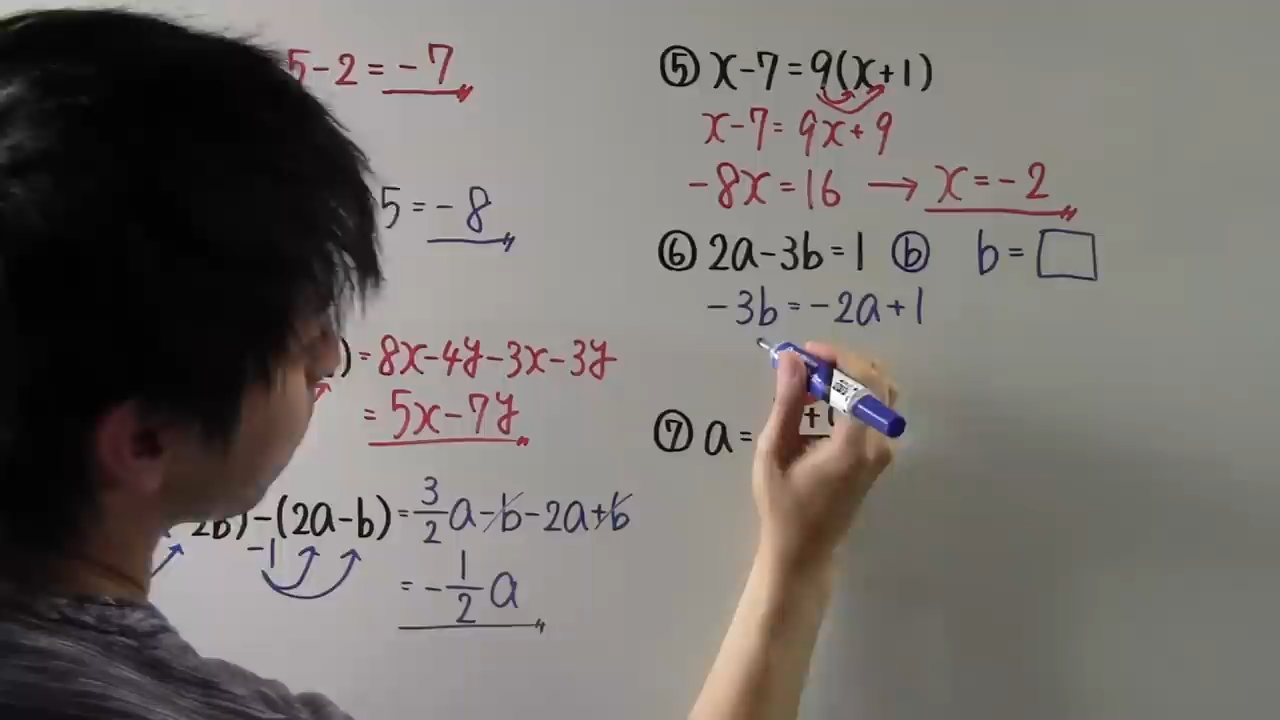 5-2=-7
5=-8
)=8x-4y-3x-3y
=5x-7y
2b)-(2a-b)=3/2a-b-2a+b
-1
=-1/2a
⑤ x-7=9(x+1)
x-7=9x+9
-8x=16 → x=-2
⑥ 2a-3b=1 ⓑ b=□
-3b=-2a+1
⑦ a=